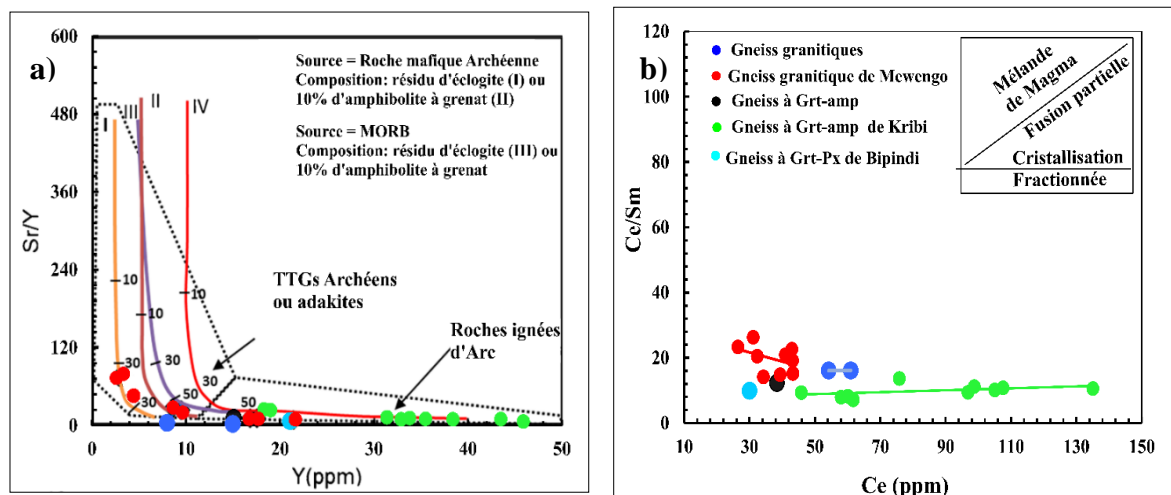 a)
600
480
360
240
120
0
Sr/Y
0
10
20
30
40
50
Y(ppm)
Source = Roche mafique Archéenne
Composition: résidu d'éclogite (I) ou
10% d'amphibolite à grenat (II)
Source = MORB
Composition: résidu d'éclogite (III) ou
10% d'amphibolite à grenat
I
III
II
IV
10
10
10
30
30
30
30
50
50
TTGs Archéens
ou adakites
Roches ignées
d'Arc
b)
120
100
80
60
40
20
0
Ce/Sm
10
30
50
70
90
110
130
150
Ce (ppm)
Gneiss granitiques
Gneiss granitique de Mewengo
Gneiss à Grt-amp
Gneiss à Grt-amp de Kribi
Gneiss à Grt-Px de Bipindi
Mélande
de Magma
Fusion partielle
Cristallisation
Fractionnée